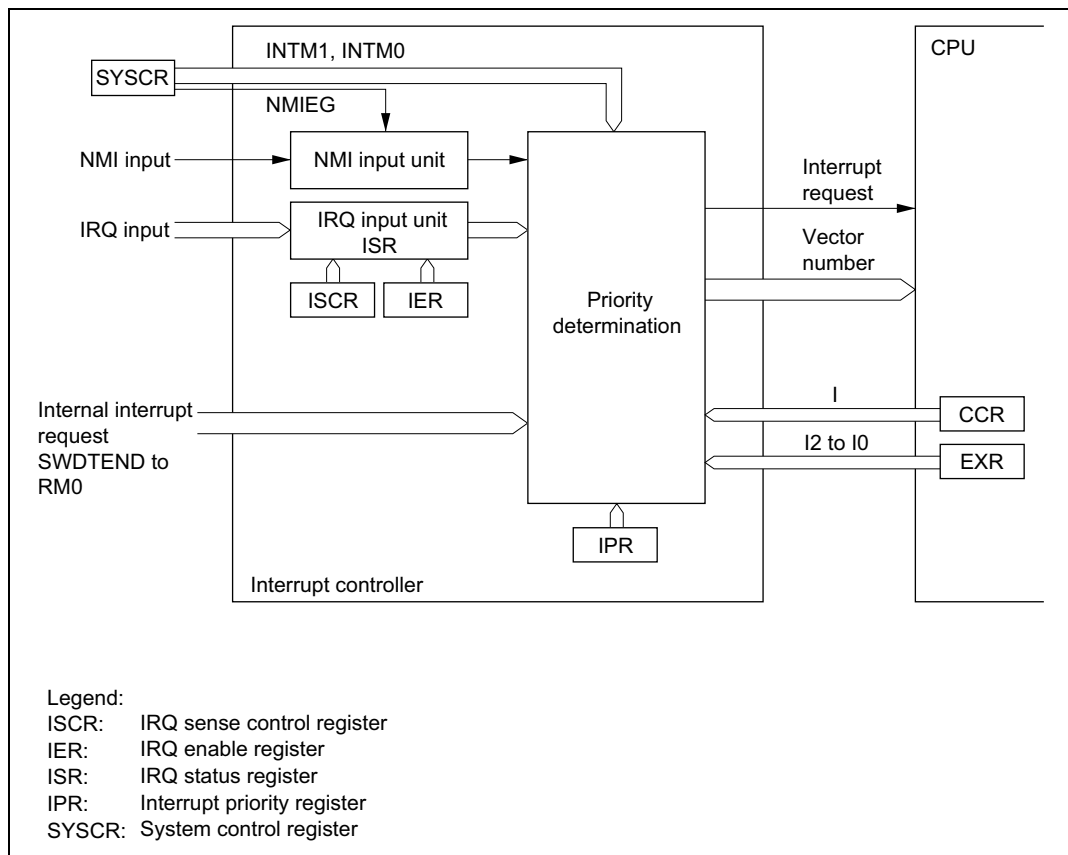 INTM1, INTM0
CPU
SYSCR
NMIEG
NMI input
NMI input unit
Interrupt
request
IRQ input
IRQ input unit
ISR
Vector
number
ISCR
IER
Priority
determination
Internal interrupt
request
SWDTEND to
RM0
I
CCR
I2 to I0
EXR
IPR
Interrupt controller
Legend:
ISCR: IRQ sense control register
IER: IRQ enable register
ISR: IRQ status register
IPR: Interrupt priority register
SYSCR: System control register